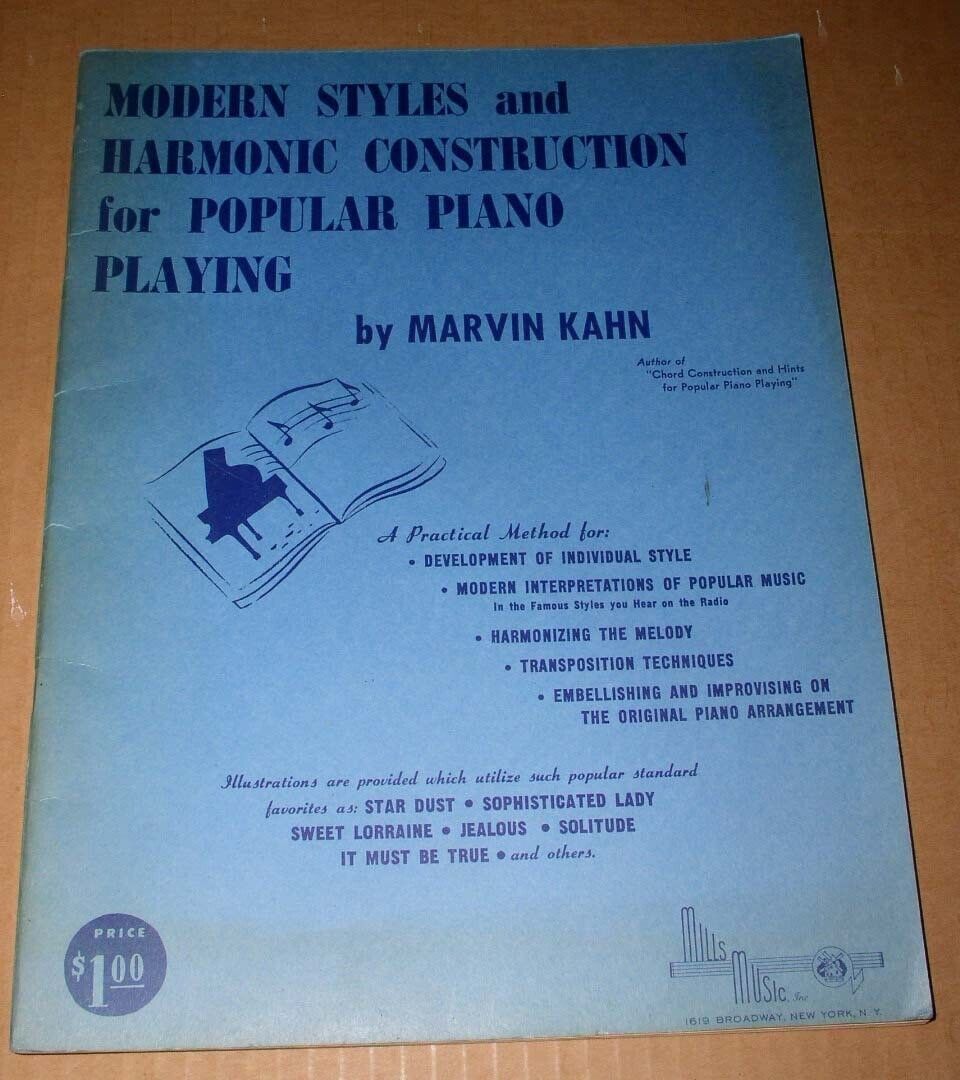 MODERN STYLES and
HARMONIC CONSTRUCTION
for POPULAR PIANO
PLAYING
by MARVIN KAHN
Author of
"Chord Construction and Hints
for Popular Piano Playing"
A Practical Method for:
• DEVELOPMENT OF INDIVIDUAL STYLE
• MODERN INTERPRETATIONS OF POPULAR MUSIC
In the Famous Styles you Hear on the Radio
• HARMONIZING THE MELODY
• TRANSPOSITION TECHNIQUES
• EMBELLISHING AND IMPROVISING ON
THE ORIGINAL PIANO ARRANGEMENT
Illustrations are provided which utilize such popular standard
favorites as: STAR DUST • SOPHISTICATED LADY
SWEET LORRAINE • JEALOUS • SOLITUDE
IT MUST BE TRUE • and others.
PRICE
$1.00
MILLS
MUSIC, Inc
1619 BROADWAY, NEW YORK, N. Y.